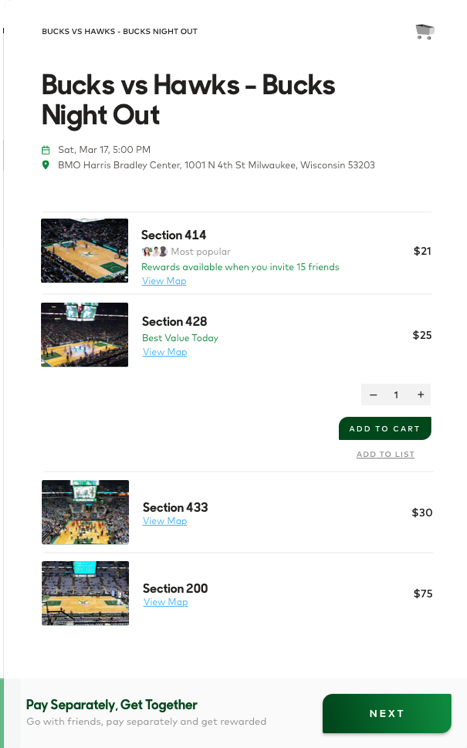 BUCKS VS HAWKS - BUCKS NIGHT OUT
Bucks vs Hawks – Bucks
Night Out
Sat, Mar 17, 5:00 PM
BMO Harris Bradley Center, 1001 N 4th St Milwaukee, Wisconsin 53203
Section 414
Most popular
$21
Rewards available when you invite 15 friends
View Map
Section 428
$25
Best Value Today
View Map
– 1 +
ADD TO CART
ADD TO LIST
Section 433
$30
View Map
Section 200
$75
View Map
Pay Separately, Get Together
Go with friends, pay separately and get rewarded
NEXT